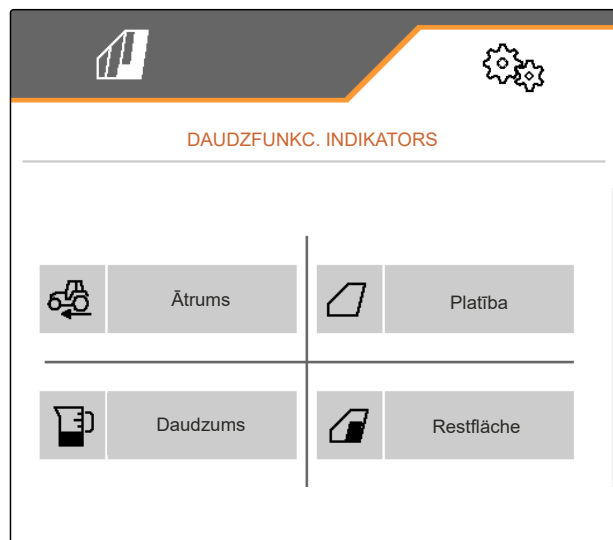 DAUDZFUNKC. INDIKATORS
Ātrums
Platība
Daudzums
Restfläche